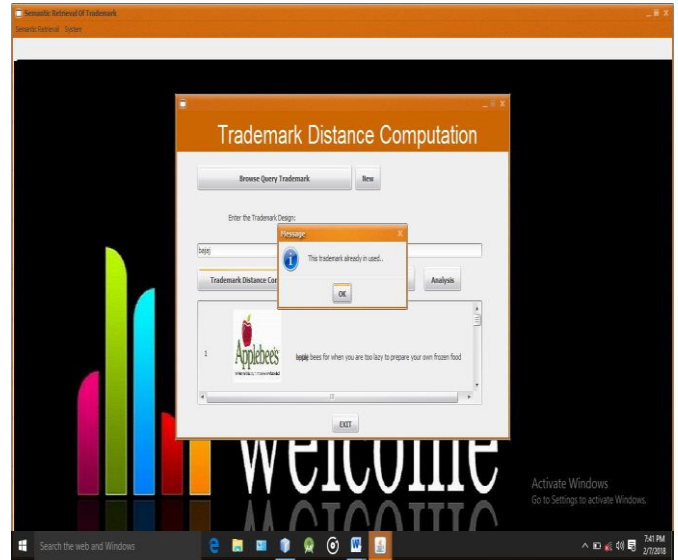 Semantic Retrieval Of Trademark
Semantic Retrieval System
Trademark Distance Computation
Browse Query Trademark New
Enter the Trademark Design:
Message
This trademark already in used..
OK
Trademark Distance Com
Analysis
1
Applebee's
bees for when you are too lazy to prepare your own frozen food
EXIT
welcome
Activate Windows
Go to Settings to activate Windows.
Search the web and Windows
7:41 PM
2/7/2018